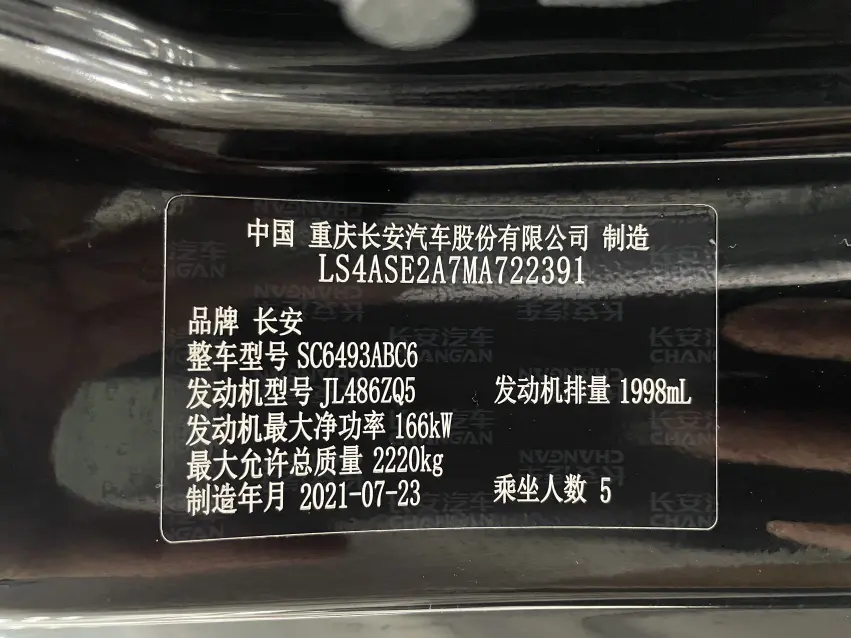 中国 重庆长安汽车股份有限公司 制造
LS4ASE2A7MA722391
品牌 长安
整车型号 SC6493ABC6
发动机型号 JL486ZQ5 发动机排量 1998mL
发动机最大净功率 166kW
最大允许总质量 2220kg
制造年月 2021-07-23 乘坐人数 5